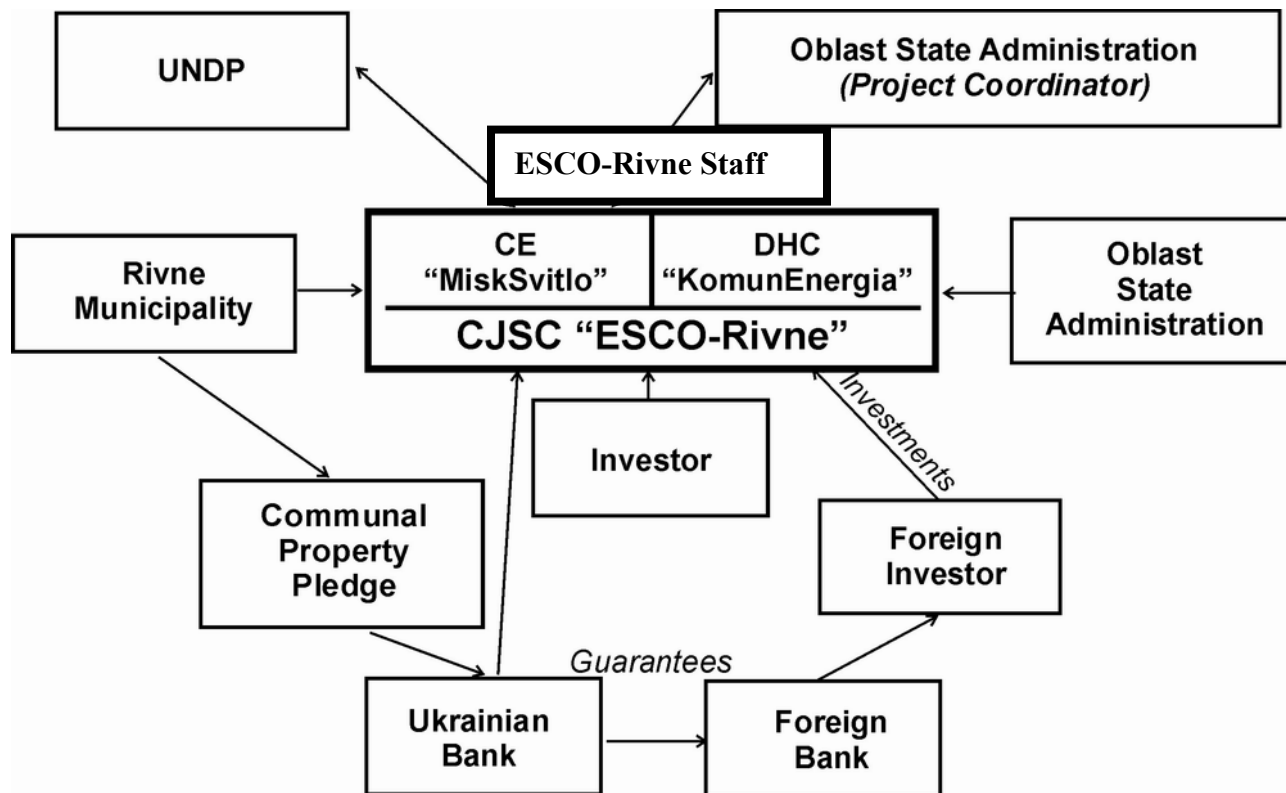 UNDP
Oblast State Administration
(Project Coordinator)
ESCO-Rivne Staff
CE
“MiskSvitlo”
DHC
“KomunEnergia”
CJSC “ESCO-Rivne”
Rivne
Municipality
Oblast
State
Administration
Investor
Investments
Communal
Property
Pledge
Foreign
Investor
Guarantees
Ukrainian
Bank
Foreign
Bank